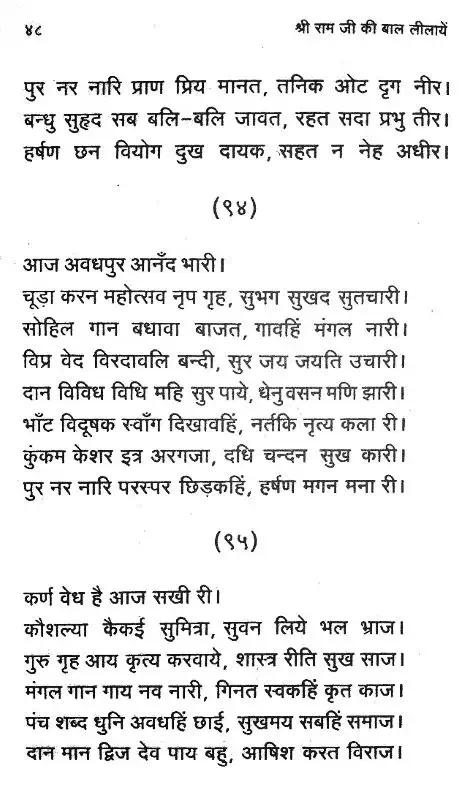 ४८ श्री राम जी की बाल लीलायें
पुर नर नारि प्राण प्रिय मानत, तनिक ओट दृग नीर।
बन्धु सुहृद सब बलि-बलि जावत, रहत सदा प्रभु तीर।
हर्षण छन वियोग दुख दायक, सहत न नेह अधीर।
(९४)
आज अवधपुर आनँद भारी।
चूड़ा करन महोत्सव नृप गृह, सुभग सुखद सुतचारी।
सोहिल गान बधावा बाजत, गावहिं मंगल नारी।
विप्र वेद विरदावलि बन्दी, सुर जय जयति उचारी।
दान विविध विधि महि सुर पाये, धेनु वसन मणि झारी।
भाँट विदूषक स्वाँग दिखावहिं, नर्तकि नृत्य कला री।
कुंकम केशर इत्र अरगजा, दधि चन्दन सुख कारी।
पुर नर नारि परस्पर छिड़कहिं, हर्षण मगन मना री।
(९५)
कर्ण वेध है आज सखी री।
कौशल्या कैकई सुमित्रा, सुवन लिये भल भ्राज।
गुरु गृह आय कृत्य करवाये, शास्त्र रीति सुख साज।
मंगल गान गाय नव नारी, गिनत स्वकहिं कृत काज।
पंच शब्द धुनि अवधहिं छाई, सुखमय सबहिं समाज।
दान मान द्विज देव पाय बहु, आषिश करत विराज।